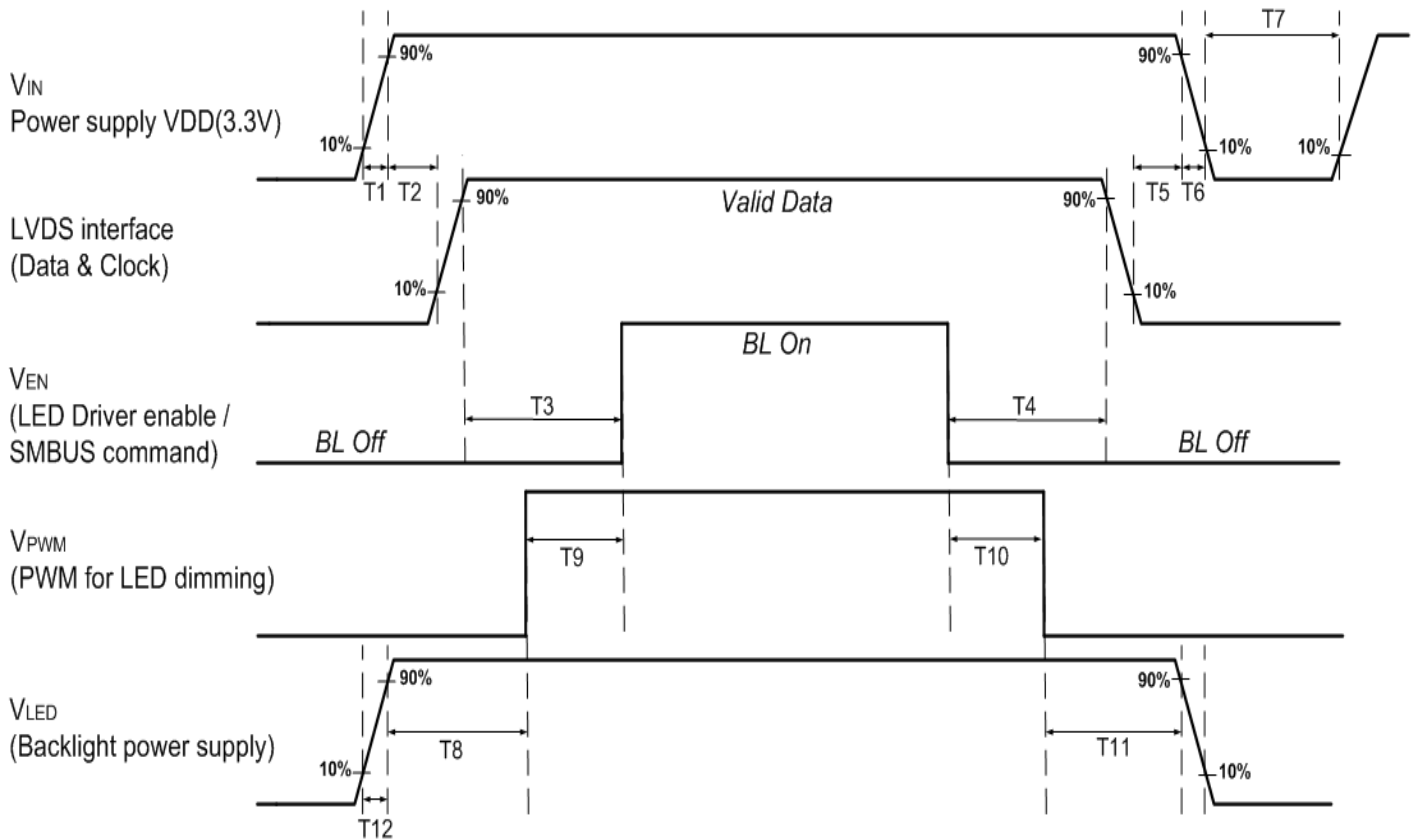 T7
90%
90%
VIN
Power supply VDD(3.3V)
10%
10%
10%
T1
T2
T5
T6
90%
Valid Data
90%
LVDS interface
(Data & Clock)
10%
10%
BL On
VEN
(LED Driver enable /
SMBUS command)
T3
T4
BL Off
BL Off
VPWM
(PWM for LED dimming)
T9
T10
90%
90%
VLED
(Backlight power supply)
T8
T11
10%
10%
T12